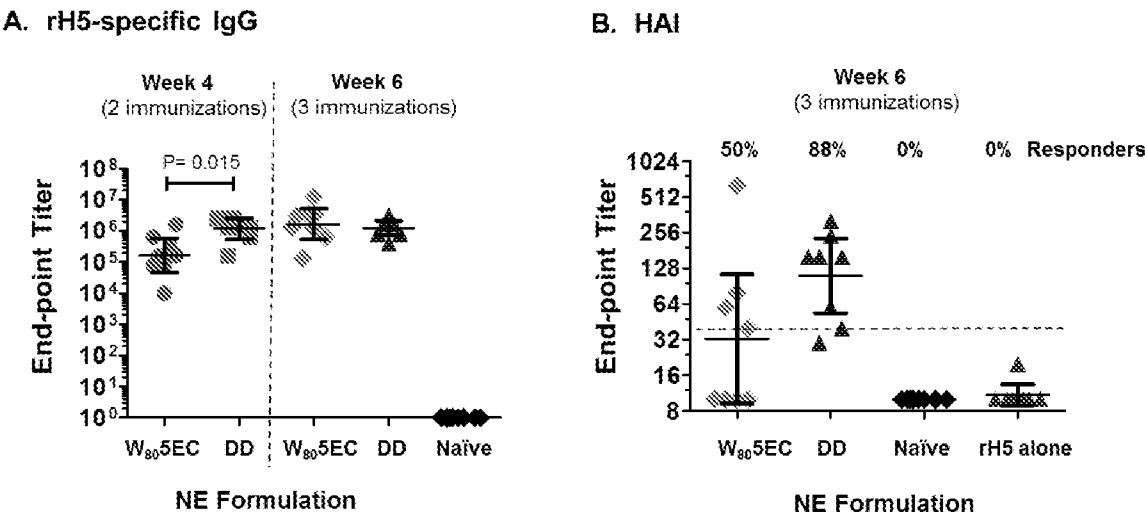 A. rH5-specific IgG
Week 4
(2 immunizations)
Week 6
(3 immunizations)
P= 0.015
End-point Titer
10⁸
10⁷
10⁶
10⁵
10⁴
10³
10²
10¹
10⁰
W₈₀5EC DD W₈₀5EC DD Naïve
NE Formulation
B. HAI
Week 6
(3 immunizations)
50% 88% 0% 0% Responders
End-point Titer
1024
512
256
128
64
32
16
8
W₈₀5EC DD Naïve rH5 alone
NE Formulation